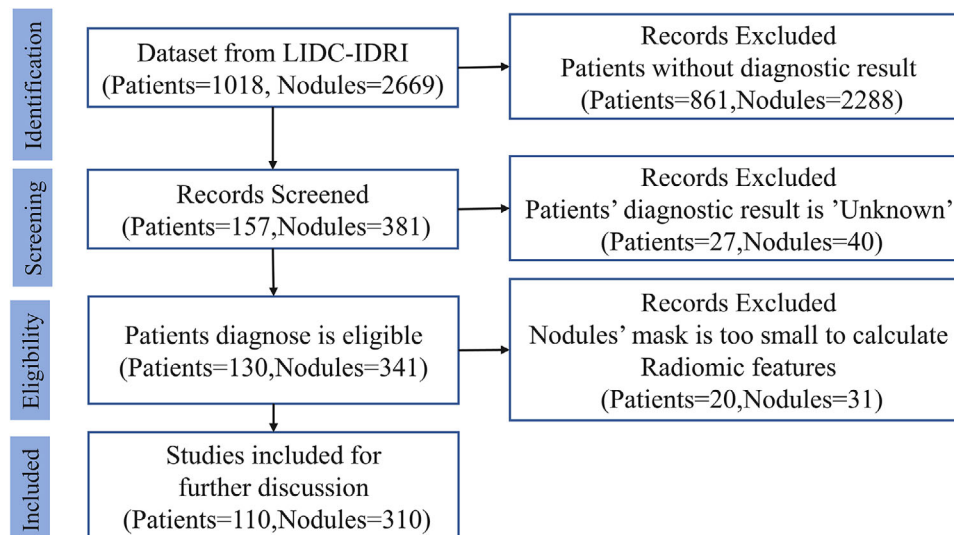 Identification
Dataset from LIDC-IDRI
(Patients=1018, Nodules=2669)
Records Excluded
Patients without diagnostic result
(Patients=861,Nodules=2288)
Screening
Records Screened
(Patients=157,Nodules=381)
Records Excluded
Patients’ diagnostic result is ’Unknown’
(Patients=27,Nodules=40)
Eligibility
Patients diagnose is eligible
(Patients=130,Nodules=341)
Records Excluded
Nodules’ mask is too small to calculate
Radiomic features
(Patients=20,Nodules=31)
Included
Studies included for
further discussion
(Patients=110,Nodules=310)